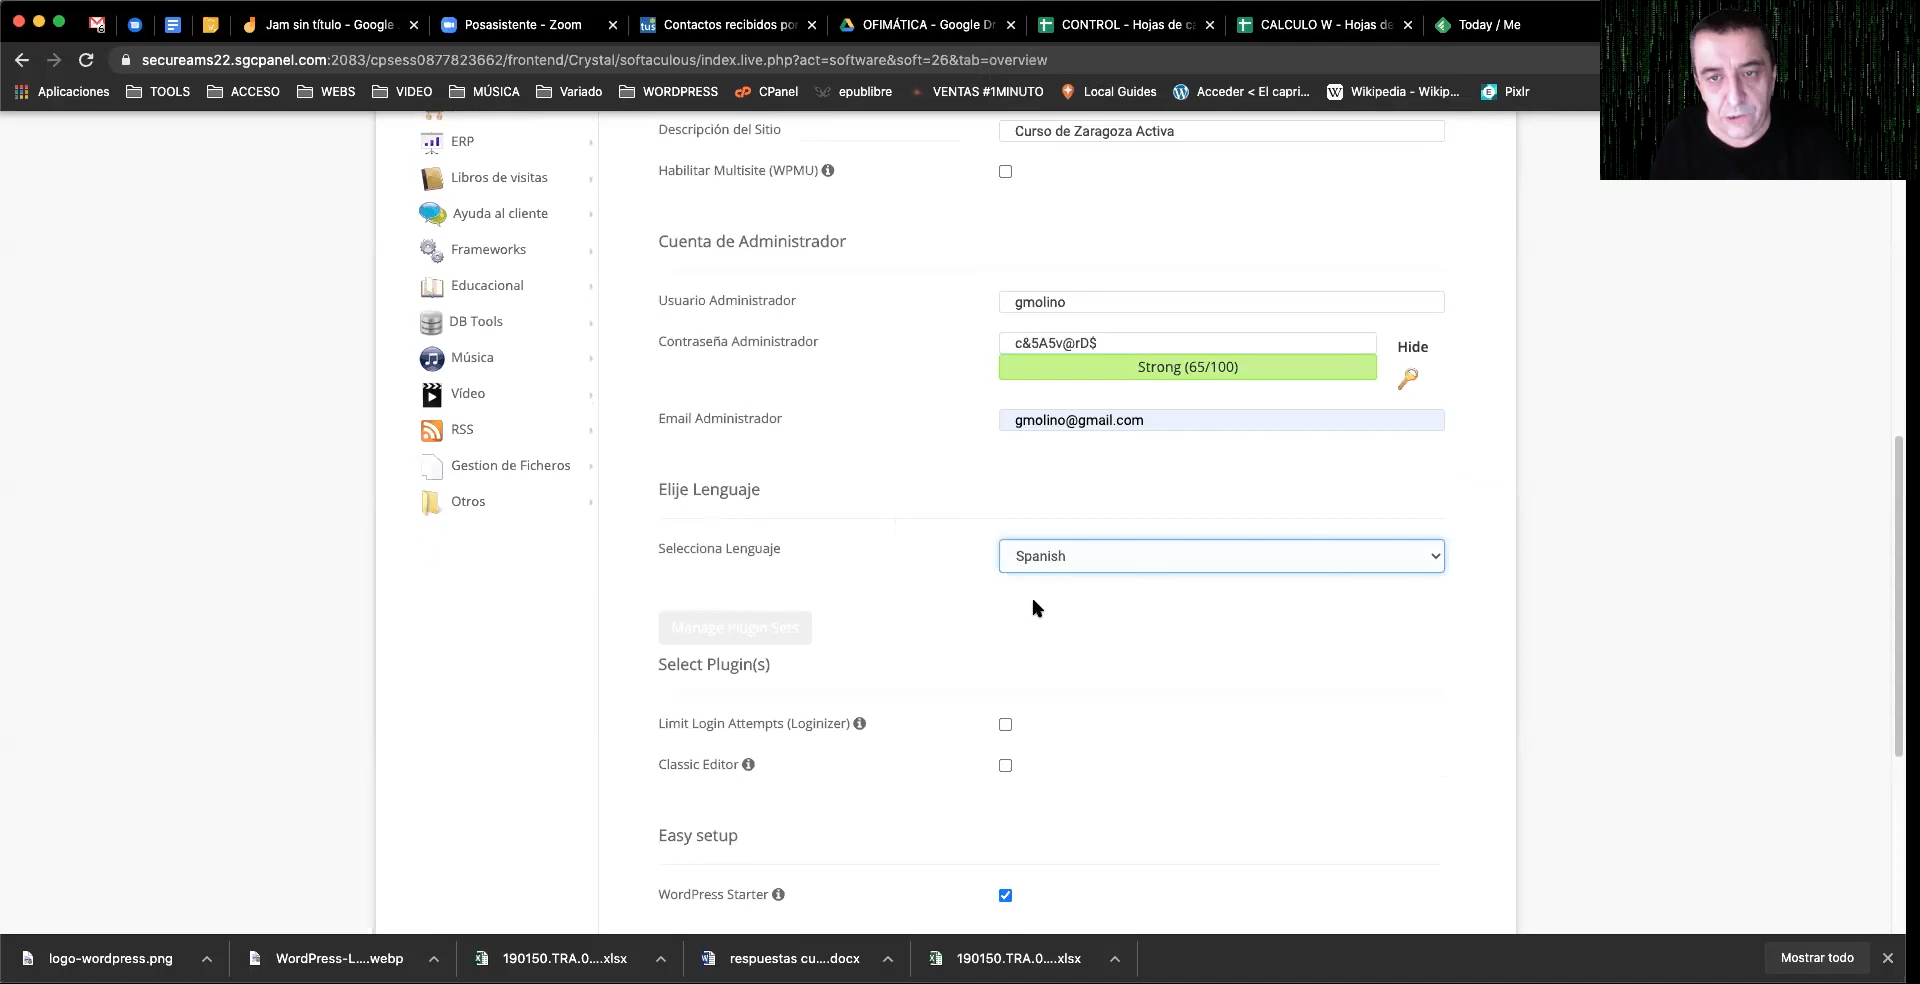 Jam sin título - Google
Posasistente - Zoom
Contactos recibidos po
OFIMÁTICA - Google Dr
CONTROL - Hojas de ca
CALCULO W - Hojas de
Today / Me
secureams22.sgcpanel.com:2083/cpsess0877823662/frontend/Crystal/softaculous/index.live.php?act=software&soft=26&tab=overview
Aplicaciones
TOOLS
ACCESO
WEBS
VIDEO
MÚSICA
Variado
WORDPRESS
CPanel
epublibre
VENTAS #1MINUTO
Local Guides
Acceder < El capri...
Wikipedia - Wikip...
Pixlr
ERP
Libros de visitas
Ayuda al cliente
Frameworks
Educacional
DB Tools
Música
Vídeo
RSS
Gestion de Ficheros
Otros
Descripción del Sitio
Curso de Zaragoza Activa
Habilitar Multisite (WPMU)
Cuenta de Administrador
Usuario Administrador
gmolino
Contraseña Administrador
c&5A5v@rD$
Hide
Strong (65/100)
Email Administrador
gmolino@gmail.com
Elije Lenguaje
Selecciona Lenguaje
Spanish
Manage Plugin Sets
Select Plugin(s)
Limit Login Attempts (Loginizer)
Classic Editor
Easy setup
WordPress Starter
logo-wordpress.png
WordPress-L....webp
190150.TRA.0....xlsx
respuestas cu....docx
190150.TRA.0....xlsx
Mostrar todo